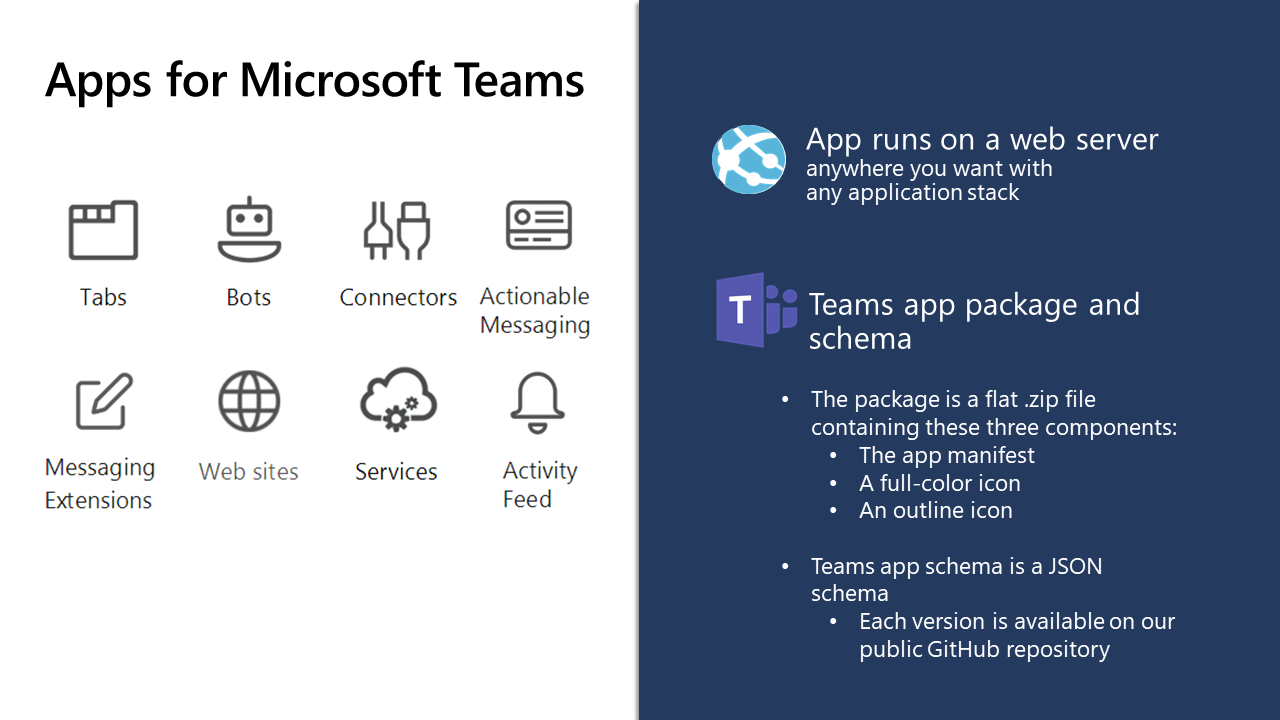 Apps for Microsoft Teams
Tabs
Bots
Connectors
Actionable
Messaging
Messaging
Extensions
Web sites
Services
Activity
Feed
App runs on a web server
anywhere you want with
any application stack
T
Teams app package and
schema
• The package is a flat .zip file
containing these three components:
• The app manifest
• A full-color icon
• An outline icon
• Teams app schema is a JSON
schema
• Each version is available on our
public GitHub repository